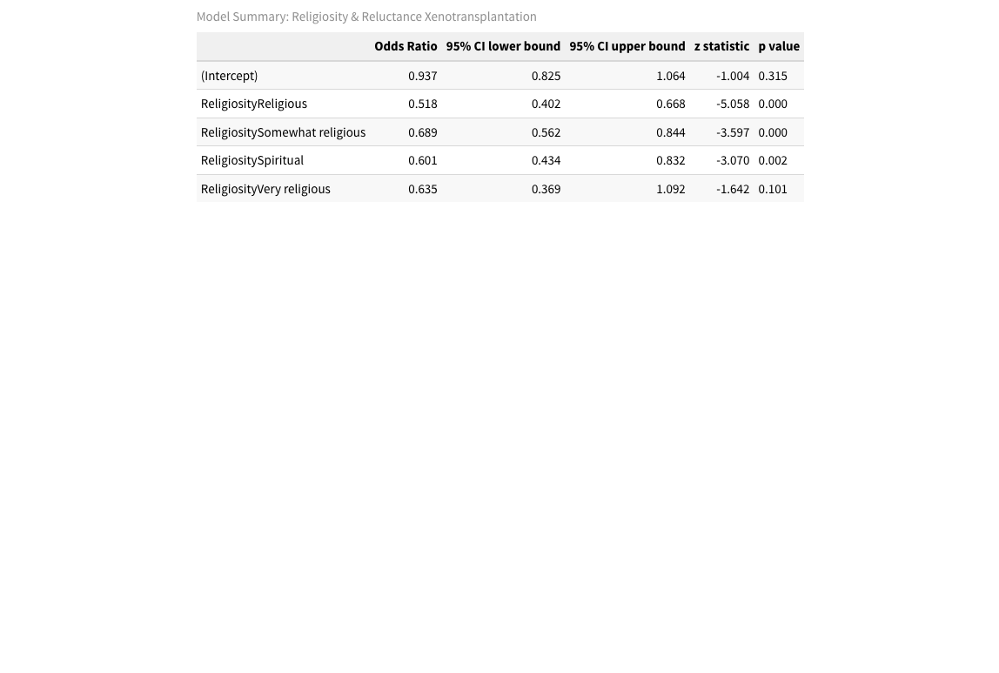 Model Summary: Religiosity & Reluctance Xenotransplantation
Odds Ratio 95% CI lower bound 95% CI upper bound z statistic p value
(Intercept) 0.937 0.825 1.064 -1.004 0.315
ReligiosityReligious 0.518 0.402 0.668 -5.058 0.000
ReligiositySomewhat religious 0.689 0.562 0.844 -3.597 0.000
ReligiositySpiritual 0.601 0.434 0.832 -3.070 0.002
ReligiosityVery religious 0.635 0.369 1.092 -1.642 0.101